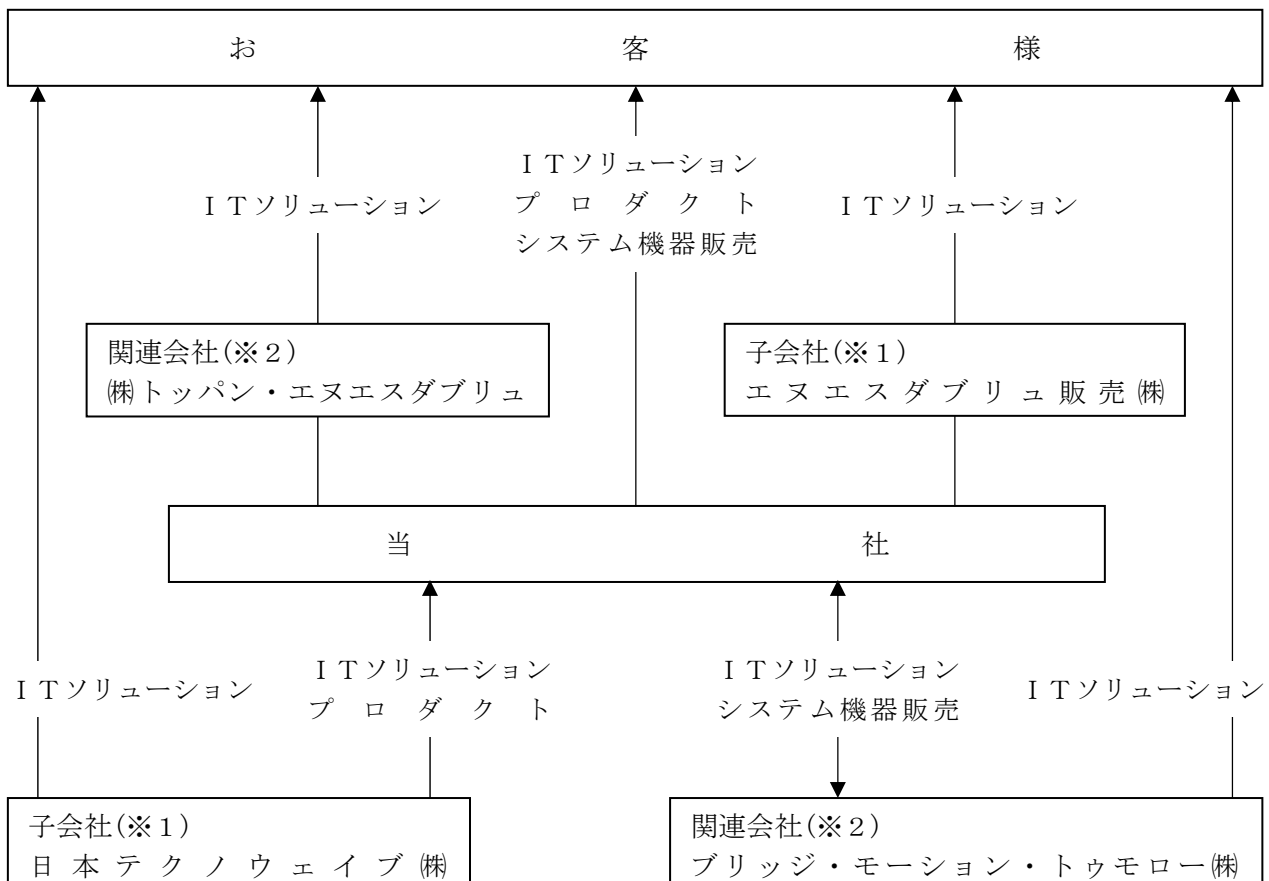 お客様
ＩＴソリューション
プロダクト
システム機器販売
ＩＴソリューション
ＩＴソリューション
関連会社(※２)
㈱トッパン・エヌエスダブリュ
子会社(※１)
エヌエスダブリュ販売㈱
当社
ＩＴソリューション
ＩＴソリューション
プロダクト
ＩＴソリューション
システム機器販売
ＩＴソリューション
子会社(※１)
日本テクノウェイブ㈱
関連会社(※２)
ブリッジ・モーション・トゥモロー㈱